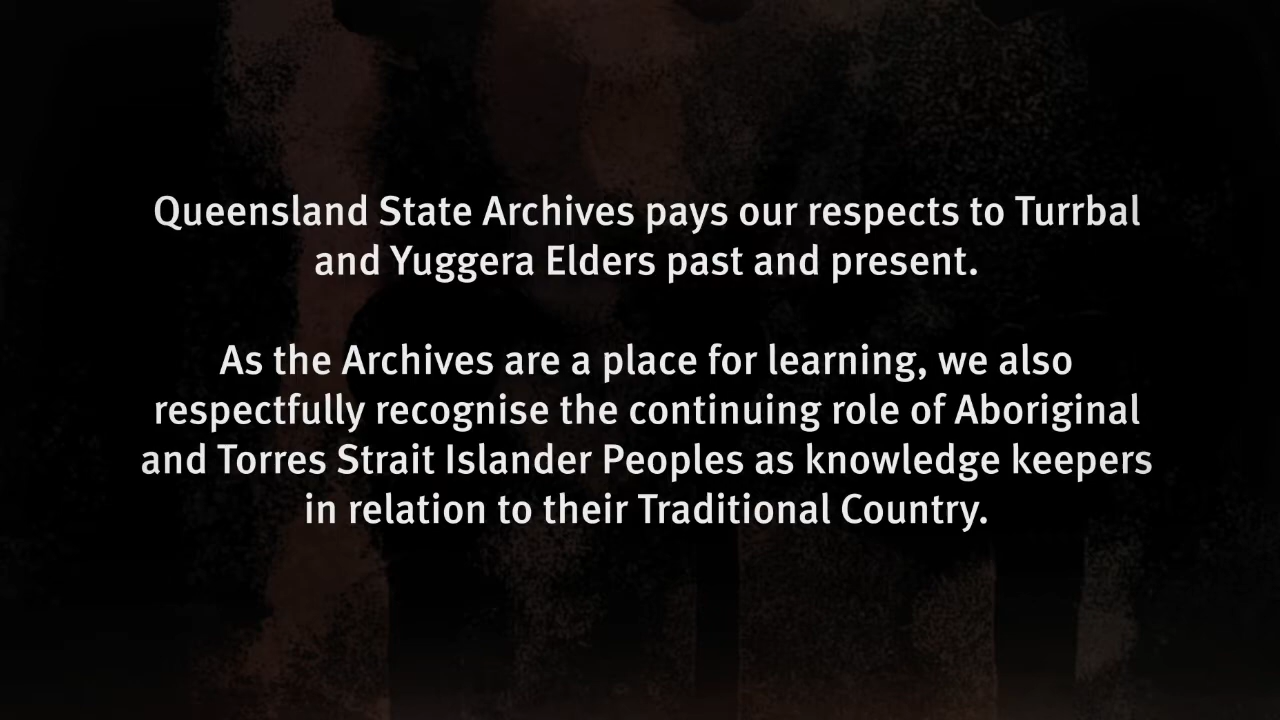 Queensland State Archives pays our respects to Turrbal
and Yuggera Elders past and present.
As the Archives are a place for learning, we also
respectfully recognise the continuing role of Aboriginal
and Torres Strait Islander Peoples as knowledge keepers
in relation to their Traditional Country.